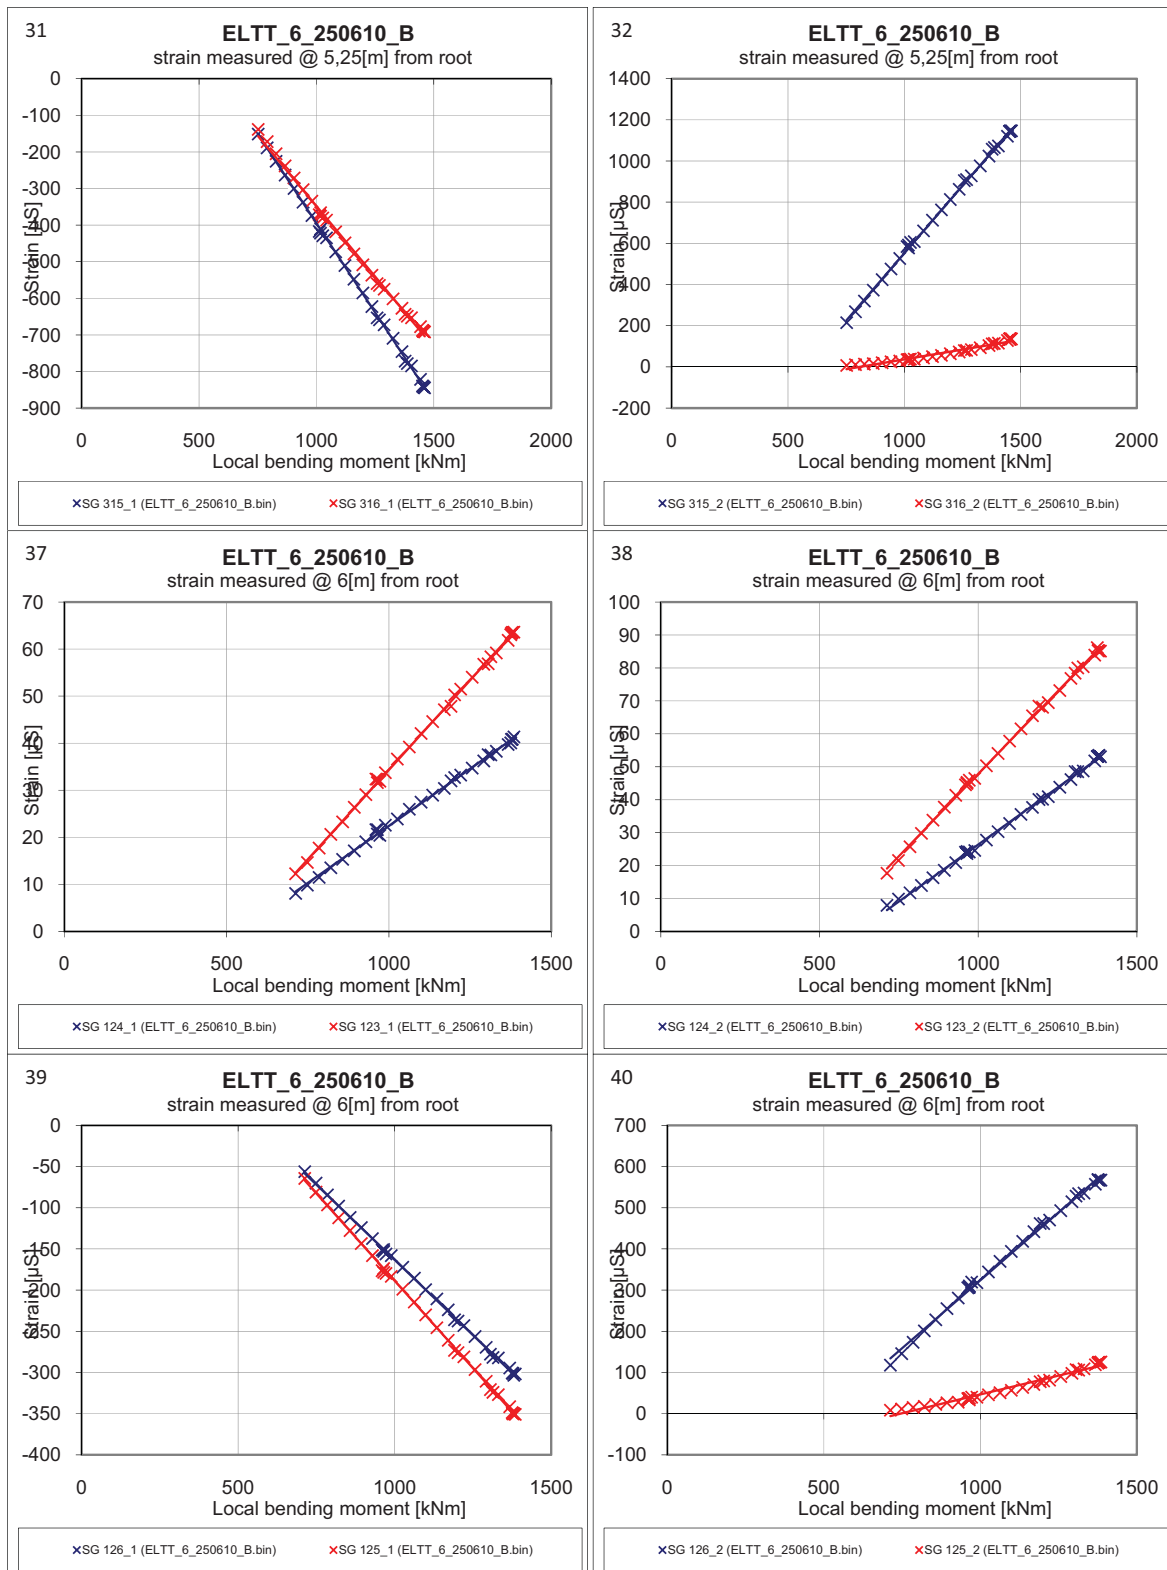 31
ELTT_6_250610_B
strain measured @ 5,25[m] from root
0
-100
-200
-300
-400
-500
-600
-700
-800
-900
Strain [µS]
0 500 1000 1500 2000
Local bending moment [kNm]
SG 315_1 (ELTT_6_250610_B.bin) SG 316_1 (ELTT_6_250610_B.bin)
32
ELTT_6_250610_B
strain measured @ 5,25[m] from root
1400
1200
1000
800
600
400
200
0
-200
Strain [µS]
0 500 1000 1500 2000
Local bending moment [kNm]
SG 315_2 (ELTT_6_250610_B.bin) SG 316_2 (ELTT_6_250610_B.bin)
37
ELTT_6_250610_B
strain measured @ 6[m] from root
70
60
50
40
30
20
10
0
Strain [µS]
0 500 1000 1500
Local bending moment [kNm]
SG 124_1 (ELTT_6_250610_B.bin) SG 123_1 (ELTT_6_250610_B.bin)
38
ELTT_6_250610_B
strain measured @ 6[m] from root
100
90
80
70
60
50
40
30
20
10
0
Strain [µS]
0 500 1000 1500
Local bending moment [kNm]
SG 124_2 (ELTT_6_250610_B.bin) SG 123_2 (ELTT_6_250610_B.bin)
39
ELTT_6_250610_B
strain measured @ 6[m] from root
0
-50
-100
-150
-200
-250
-300
-350
-400
Strain [µS]
0 500 1000 1500
Local bending moment [kNm]
SG 126_1 (ELTT_6_250610_B.bin) SG 125_1 (ELTT_6_250610_B.bin)
40
ELTT_6_250610_B
strain measured @ 6[m] from root
700
600
500
400
300
200
100
0
-100
Strain [µS]
0 500 1000 1500
Local bending moment [kNm]
SG 126_2 (ELTT_6_250610_B.bin) SG 125_2 (ELTT_6_250610_B.bin)